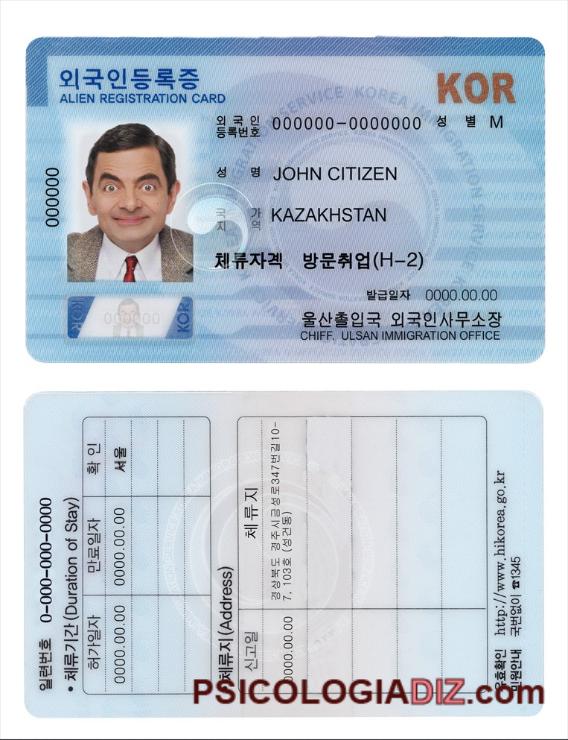 외국인등록증
ALIEN REGISTRATION CARD
KOR
외국인
등록번호 000000-0000000 성 별 M
000000
성 명 JOHN CITIZEN
국 가
지 역 KAZAKHSTAN
체류자격 방문취업(H-2)
발급일자 0000.00.00
울산출입국 외국인사무소장
CHIEF, ULSAN IMMIGRATION OFFICE
KOR 000000 KOR
일련번호 0-000-000-0000
• 체류기간(Duration of Stay)
허가일자 만료일자 확 인
0000.00.00 0000.00.00 서울
체류지(Address)
신고일 체 류 지
0000.00.00 경상북도 경주시금성로347번길10-
7, 103호 (성건동)
유효확인 http://www.hikorea.go.kr
민원안내 국번없이 ☎1345
PSICOLOGIADIZ.com